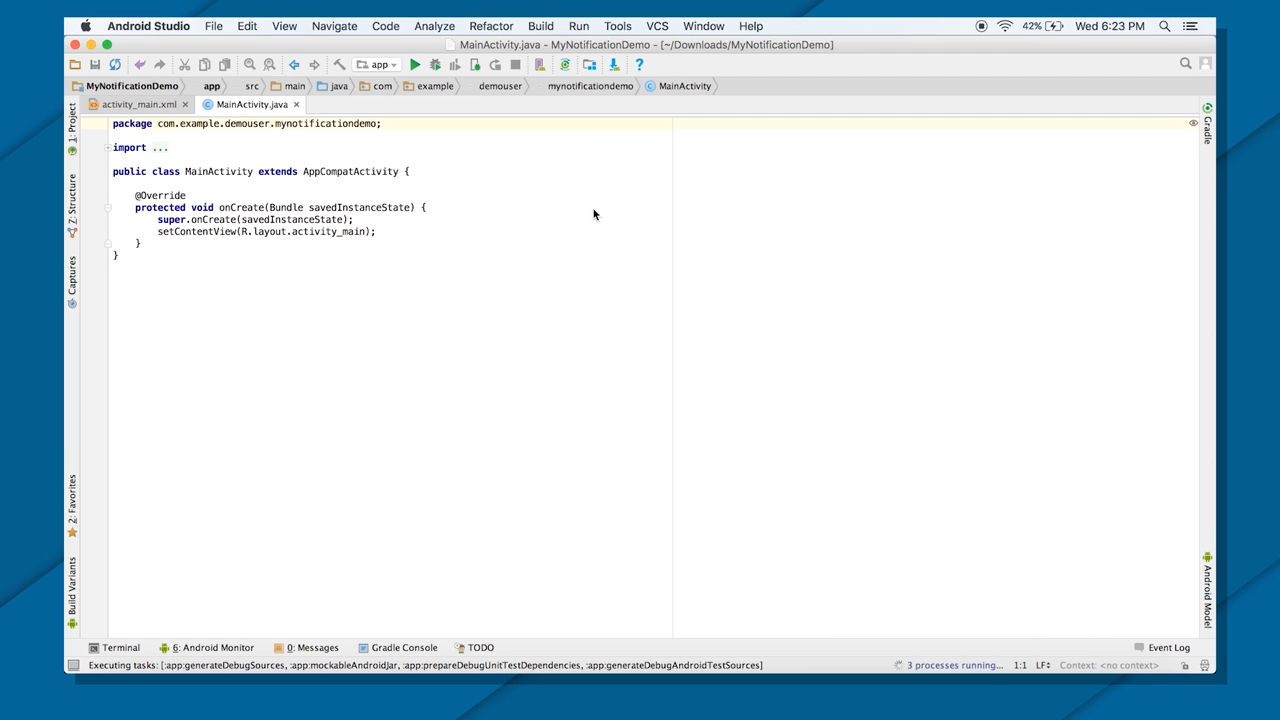 Android Studio File Edit View Navigate Code Analyze Refactor Build Run Tools VCS Window Help 42% Wed 6:23 PM
MainActivity.java - MyNotificationDemo - [~/Downloads/MyNotificationDemo]
app
MyNotificationDemo app src main java com example demouser mynotificationdemo MainActivity
activity_main.xml MainActivity.java
package com.example.demouser.mynotificationdemo;
import ...
public class MainActivity extends AppCompatActivity {
@Override
protected void onCreate(Bundle savedInstanceState) {
super.onCreate(savedInstanceState);
setContentView(R.layout.activity_main);
}
}
1: Project
7: Structure
Captures
2: Favorites
Build Variants
Gradle
Android Model
Terminal 6: Android Monitor 0: Messages Gradle Console TODO Event Log
Executing tasks: [:app:generateDebugSources, :app:mockableAndroidJar, :app:prepareDebugUnitTestDependencies, :app:generateDebugAndroidTestSources] 3 processes running... 1:1 LF Context: <no context>